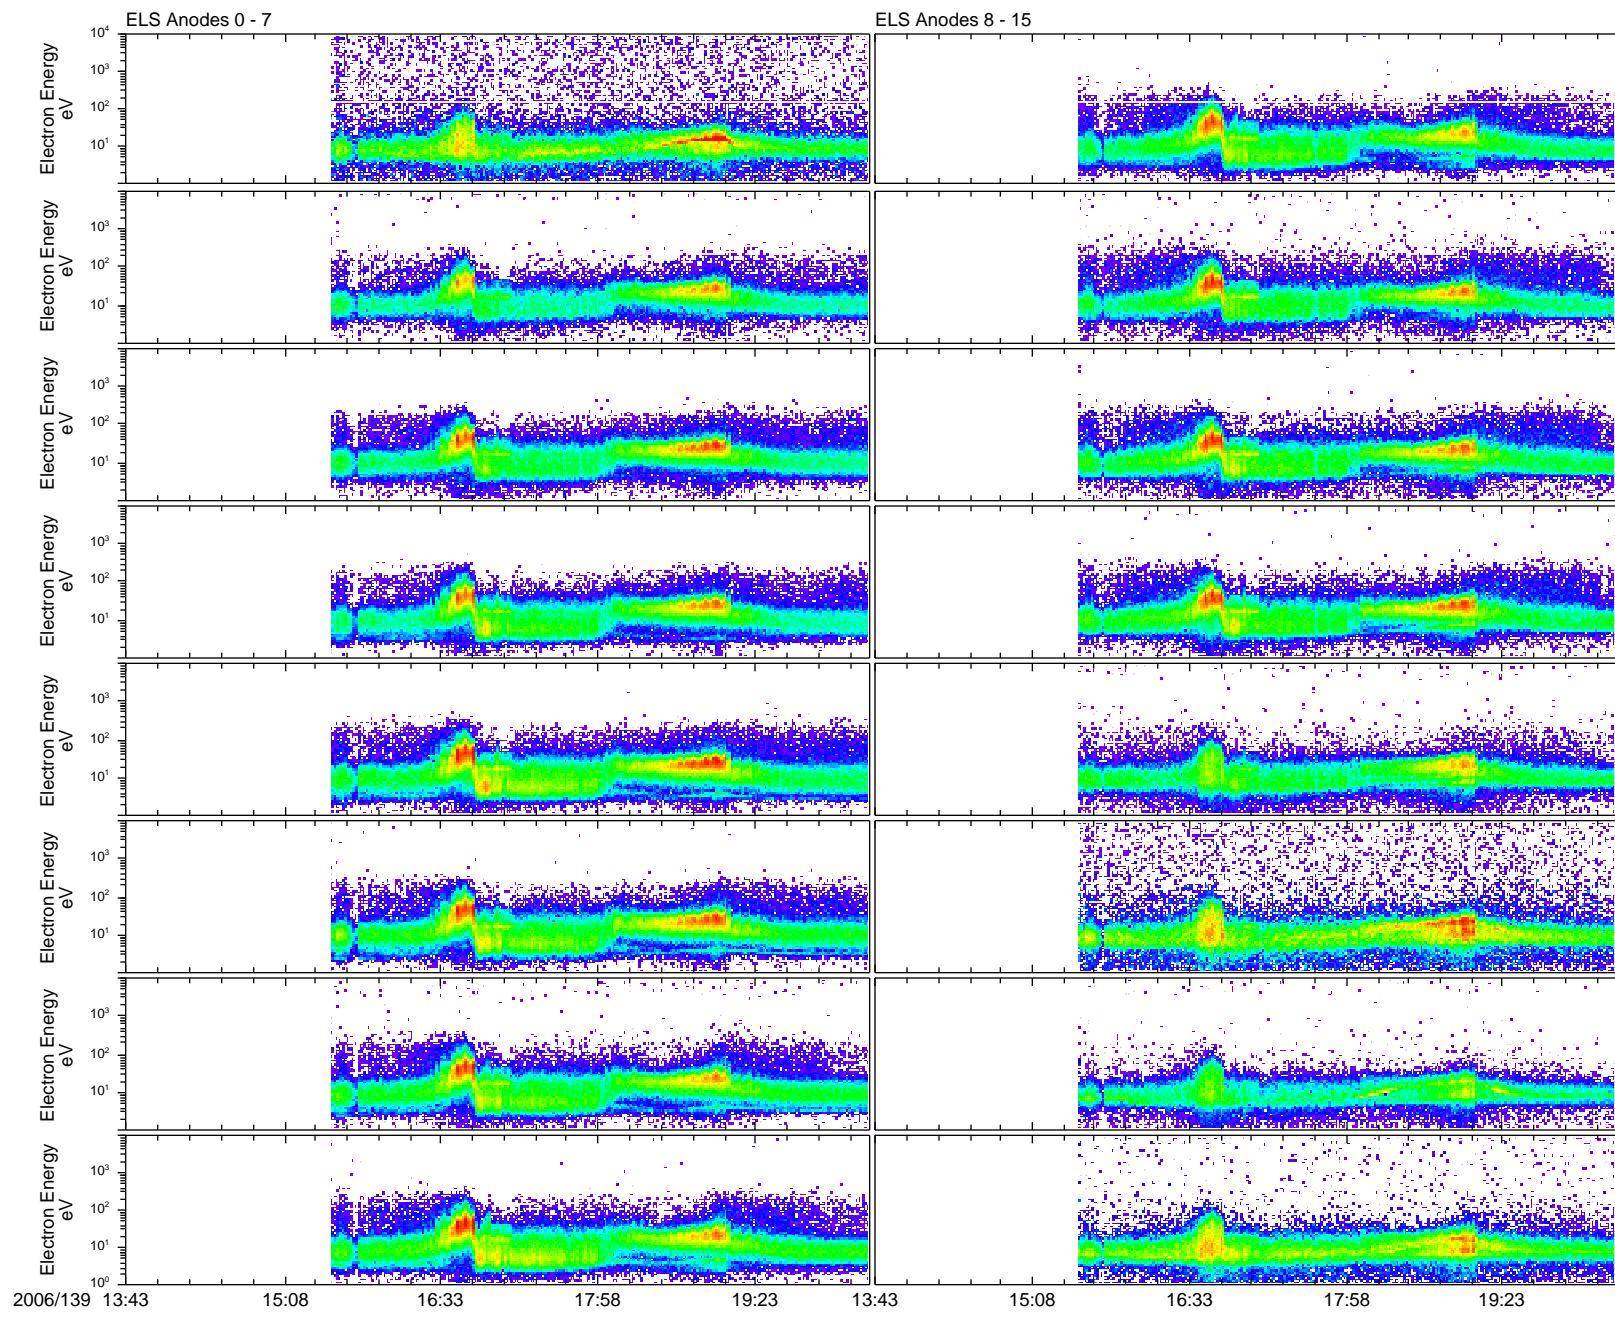 ELS Anodes 0 - 7
ELS Anodes 8 - 15
Electron Energy
eV
10⁴
10³
10²
10¹
Electron Energy
eV
10³
10²
10¹
Electron Energy
eV
10³
10²
10¹
Electron Energy
eV
10³
10²
10¹
Electron Energy
eV
10³
10²
10¹
Electron Energy
eV
10³
10²
10¹
Electron Energy
eV
10³
10²
10¹
Electron Energy
eV
10³
10²
10¹
10⁰
2006/139 13:43 15:08 16:33 17:58 19:23 13:43 15:08 16:33 17:58 19:23